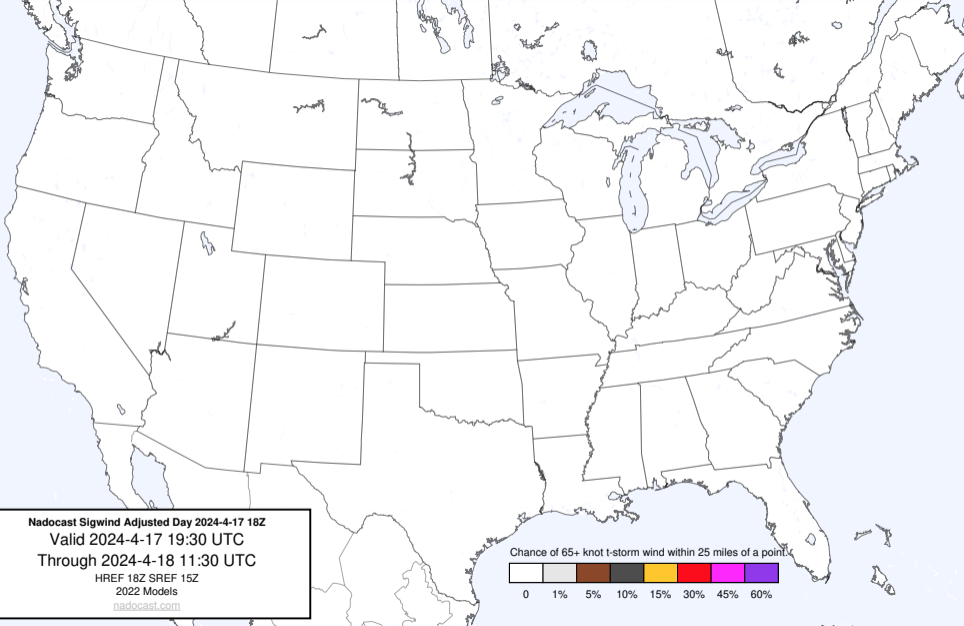 Nadocast Sigwind Adjusted Day 2024-4-17 18Z
Valid 2024-4-17 19:30 UTC
Through 2024-4-18 11:30 UTC
HREF 18Z SREF 15Z
2022 Models
nadocast.com
Chance of 65+ knot t-storm wind within 25 miles of a point.
0 1% 5% 10% 15% 30% 45% 60%